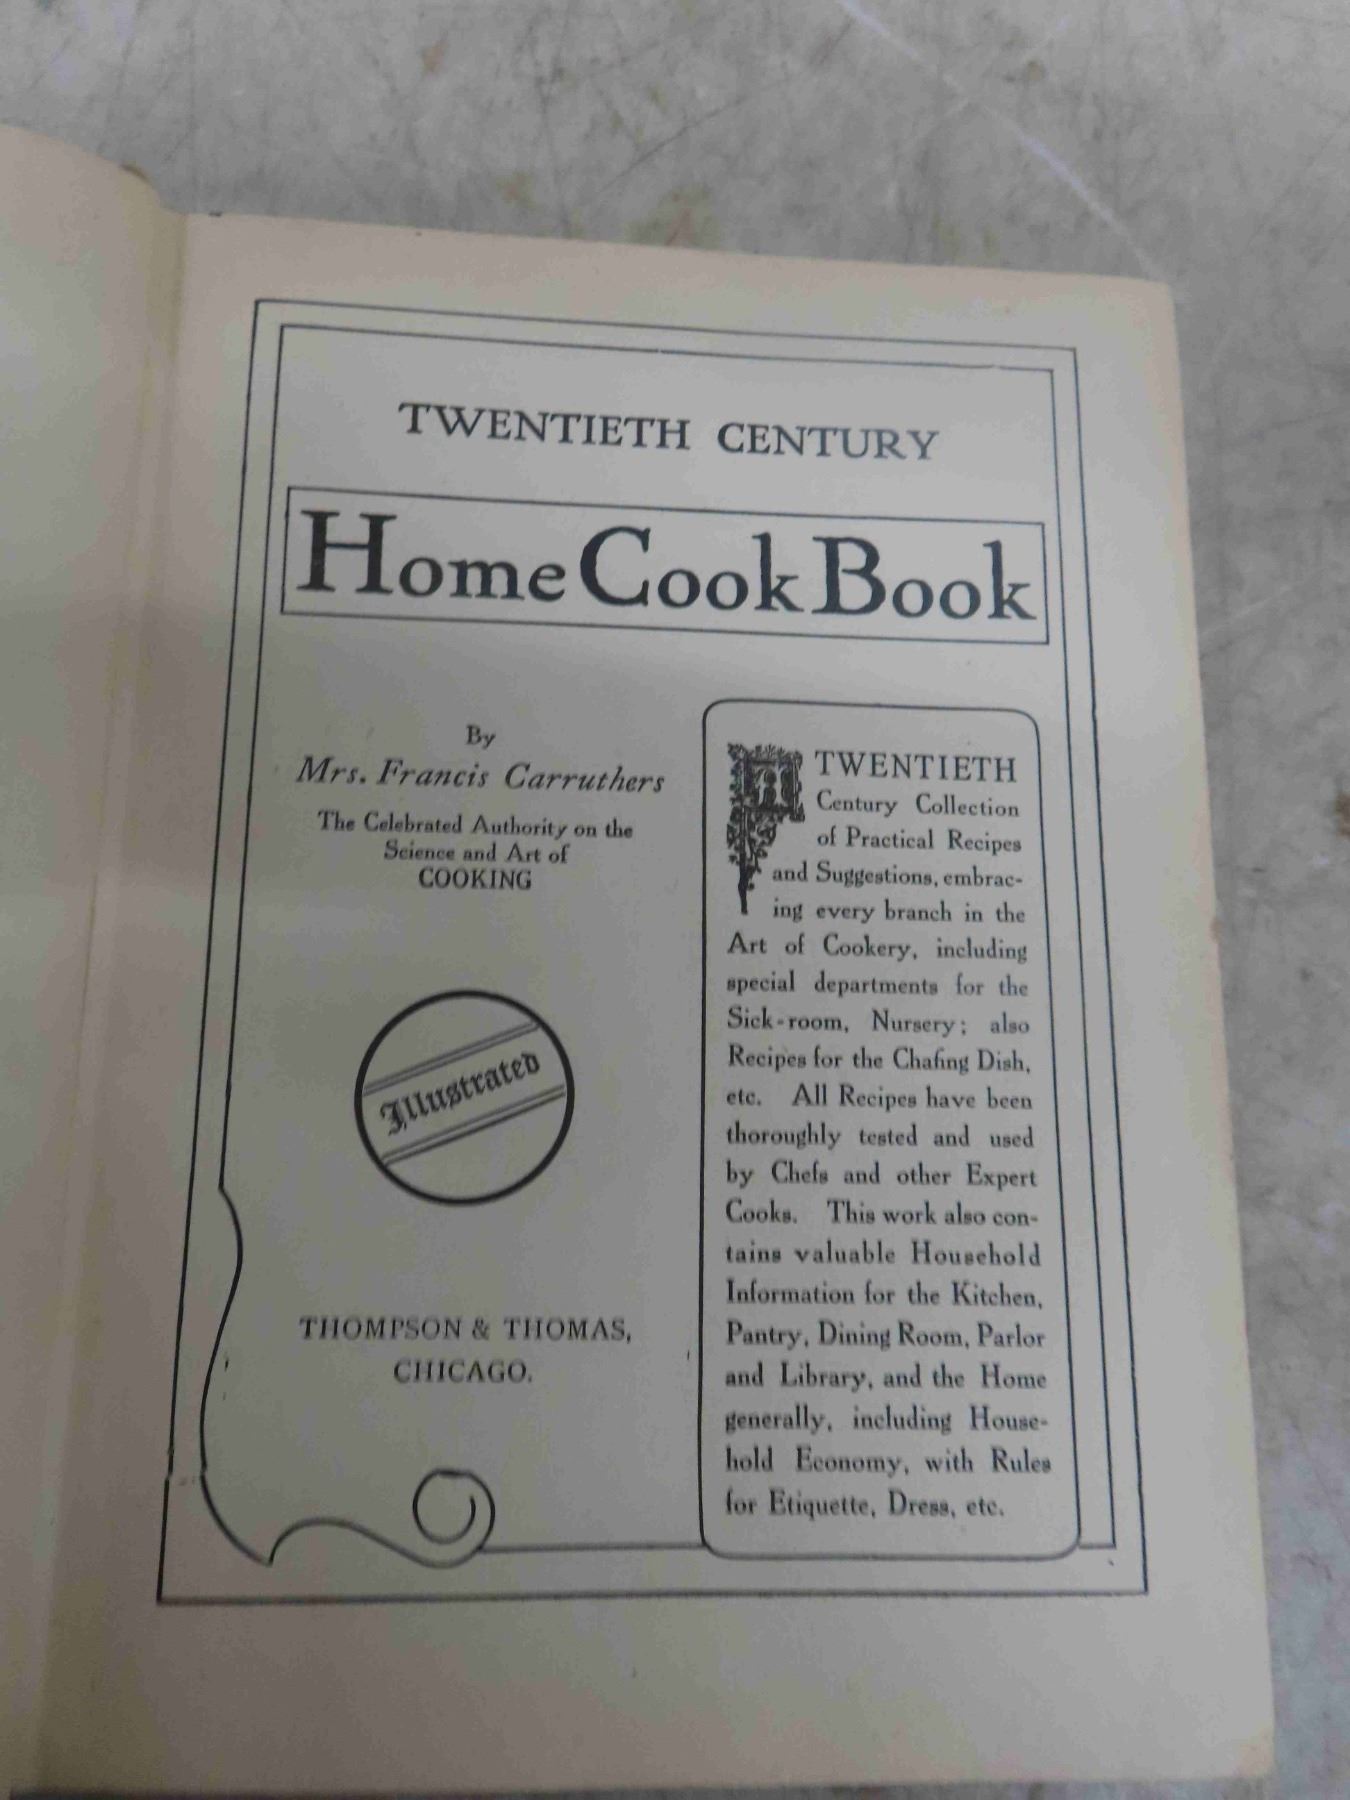 TWENTIETH CENTURY
Home Cook Book
By
Mrs. Francis Carruthers
The Celebrated Authority on the
Science and Art of
COOKING
Illustrated
THOMPSON & THOMAS,
CHICAGO.
A TWENTIETH
Century Collection
of Practical Recipes
and Suggestions, embrac-
ing every branch in the
Art of Cookery, including
special departments for the
Sick-room, Nursery; also
Recipes for the Chafing Dish,
etc. All Recipes have been
thoroughly tested and used
by Chefs and other Expert
Cooks. This work also con-
tains valuable Household
Information for the Kitchen,
Pantry, Dining Room, Parlor
and Library, and the Home
generally, including House-
hold Economy, with Rules
for Etiquette, Dress, etc.